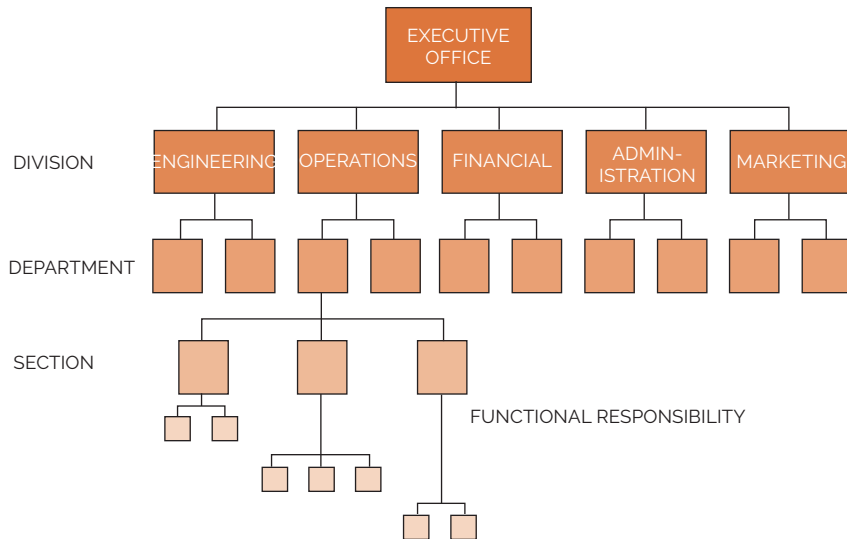 EXECUTIVE
OFFICE
DIVISION
ENGINEERING
OPERATIONS
FINANCIAL
ADMIN-
ISTRATION
MARKETING
DEPARTMENT
SECTION
FUNCTIONAL RESPONSIBILITY